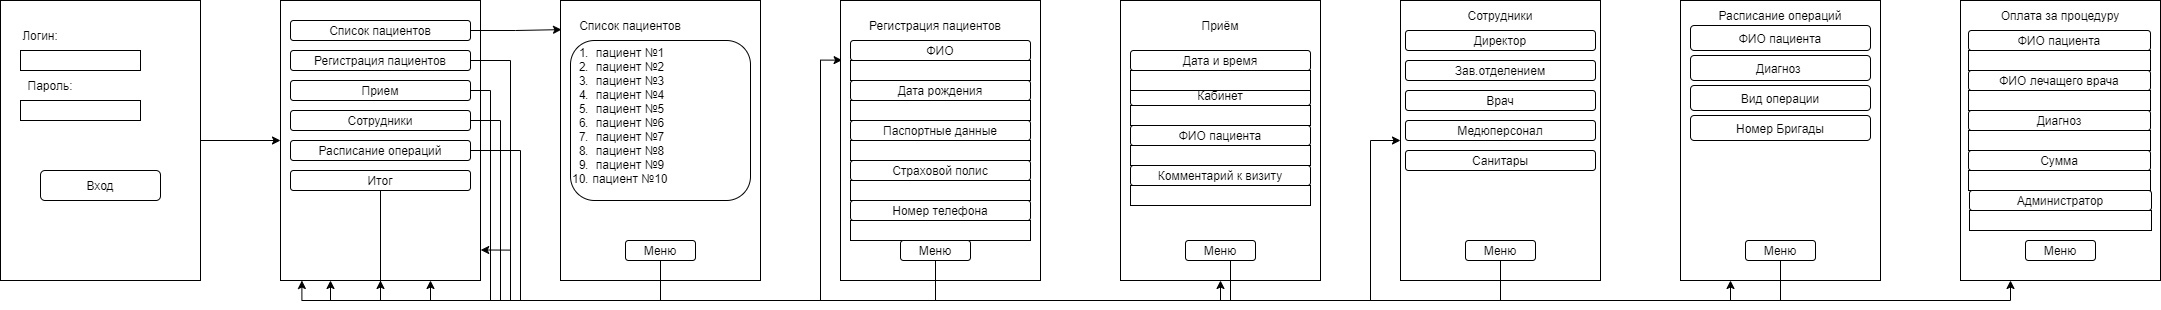 Логин:
Пароль:
Вход
Список пациентов
Регистрация пациентов
Прием
Сотрудники
Расписание операций
Итог
Список пациентов
1. пациент №1
2. пациент №2
3. пациент №3
4. пациент №4
5. пациент №5
6. пациент №6
7. пациент №7
8. пациент №8
9. пациент №9
10. пациент №10
Меню
Регистрация пациентов
ФИО
Дата рождения
Паспортные данные
Страховой полис
Номер телефона
Меню
Приём
Дата и время
Кабинет
ФИО пациента
Комментарий к визиту
Меню
Сотрудники
Директор
Зав.отделением
Врач
Медюперсонал
Санитары
Меню
Расписание операций
ФИО пациента
Диагноз
Вид операции
Номер Бригады
Меню
Оплата за процедуру
ФИО пациента
ФИО лечащего врача
Диагноз
Сумма
Администратор
Меню